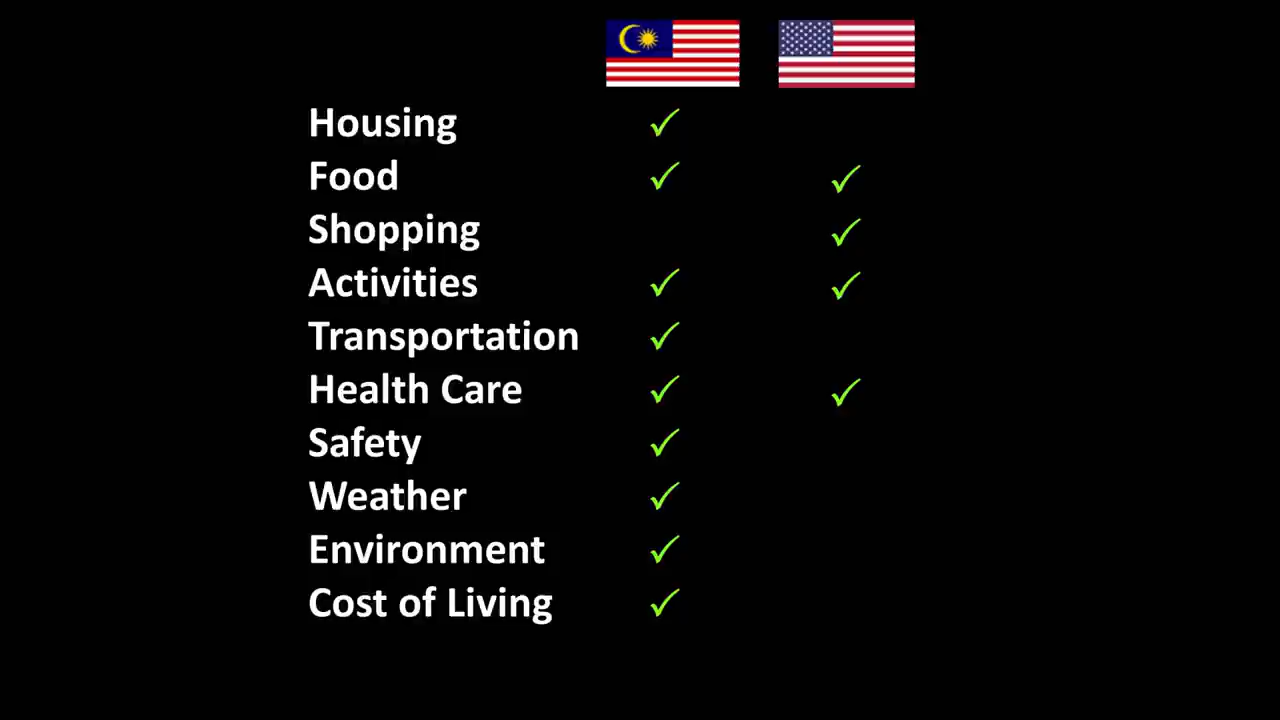 Housing ✓
Food ✓ ✓
Shopping ✓
Activities ✓ ✓
Transportation ✓
Health Care ✓ ✓
Safety ✓
Weather ✓
Environment ✓
Cost of Living ✓